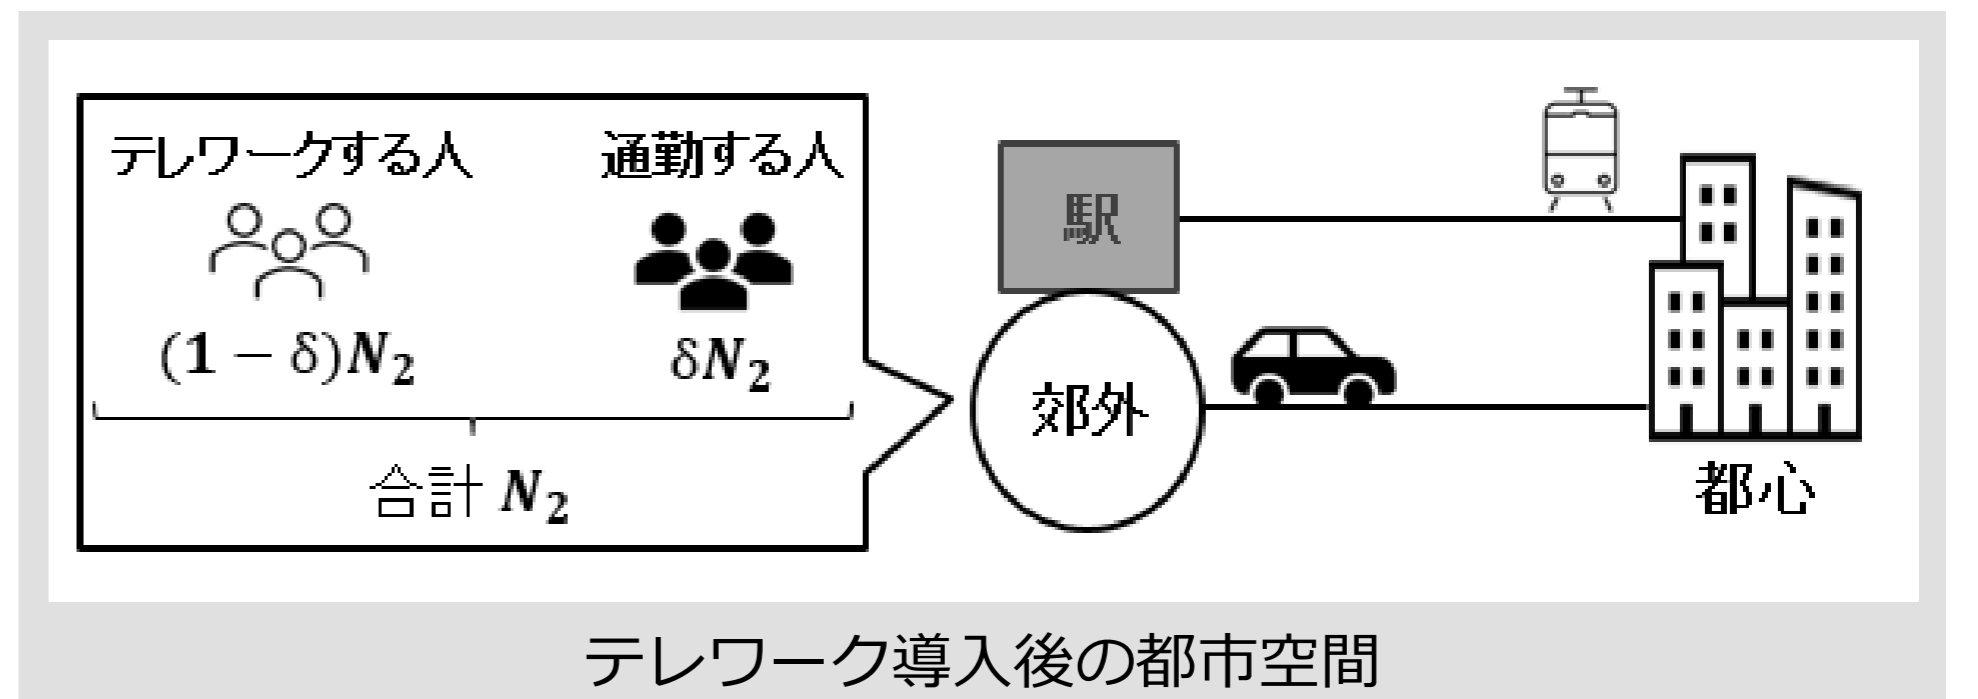 テレワークする人 通勤する人
(1 − δ)N₂ δN₂
合計 N₂
駅
郊外
都心
テレワーク導入後の都市空間